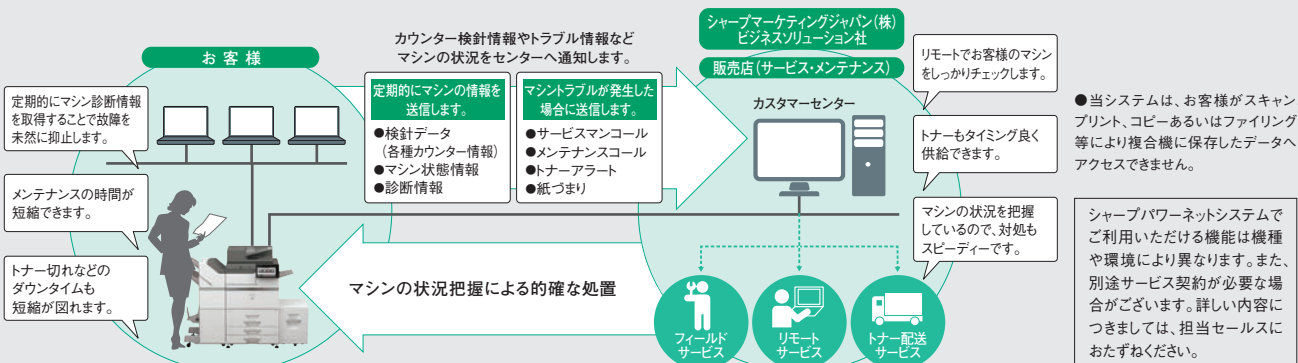 お客様
定期的にマシン診断情報
を取得することで故障を
未然に抑止します。
メンテナンスの時間が
短縮できます。
トナー切れなどの
ダウンタイムも
短縮が図れます。
カウンター検針情報やトラブル情報など
マシンの状況をセンターへ通知します。
定期的にマシンの情報を
送信します。
●検針データ
(各種カウンター情報)
●マシン状態情報
●診断情報
マシントラブルが発生した
場合に送信します。
●サービスマンコール
●メンテナンスコール
●トナーアラート
●紙づまり
マシンの状況把握による的確な処置
シャープマーケティングジャパン(株)
ビジネスソリューション社
販売店(サービス・メンテナンス)
カスタマーセンター
フィールド
サービス
リモート
サービス
トナー配送
サービス
リモートでお客様のマシン
をしっかりチェックします。
トナーもタイミング良く
供給できます。
マシンの状況を把握
しているので、対処も
スピーディーです。
●当システムは、お客様がスキャン
プリント、コピーあるいはファイリング
等により複合機に保存したデータへ
アクセスできません。
シャープパワーネットシステムで
ご利用いただける機能は機種
や環境により異なります。また、
別途サービス契約が必要な場
合がございます。詳しい内容に
つきましては、担当セールスに
おたずねください。